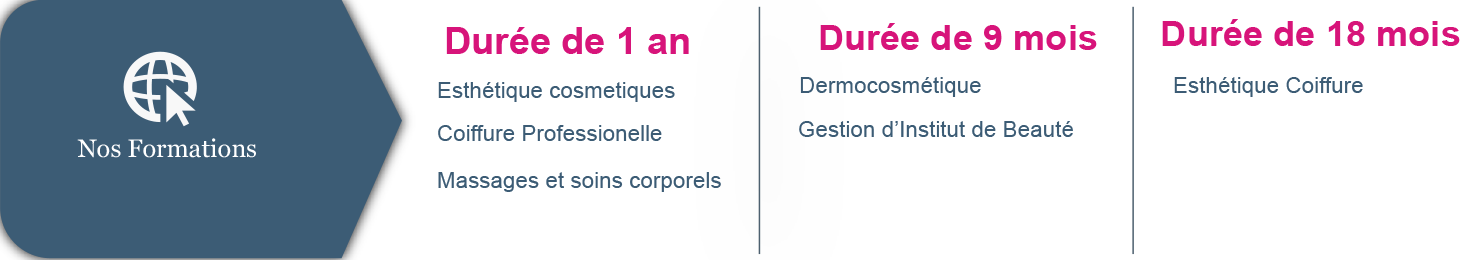 Nos Formations
Durée de 1 an
Esthétique cosmetiques
Coiffure Professionelle
Massages et soins corporels
Durée de 9 mois
Dermocosmétique
Gestion d’Institut de Beauté
Durée de 18 mois
Esthétique Coiffure